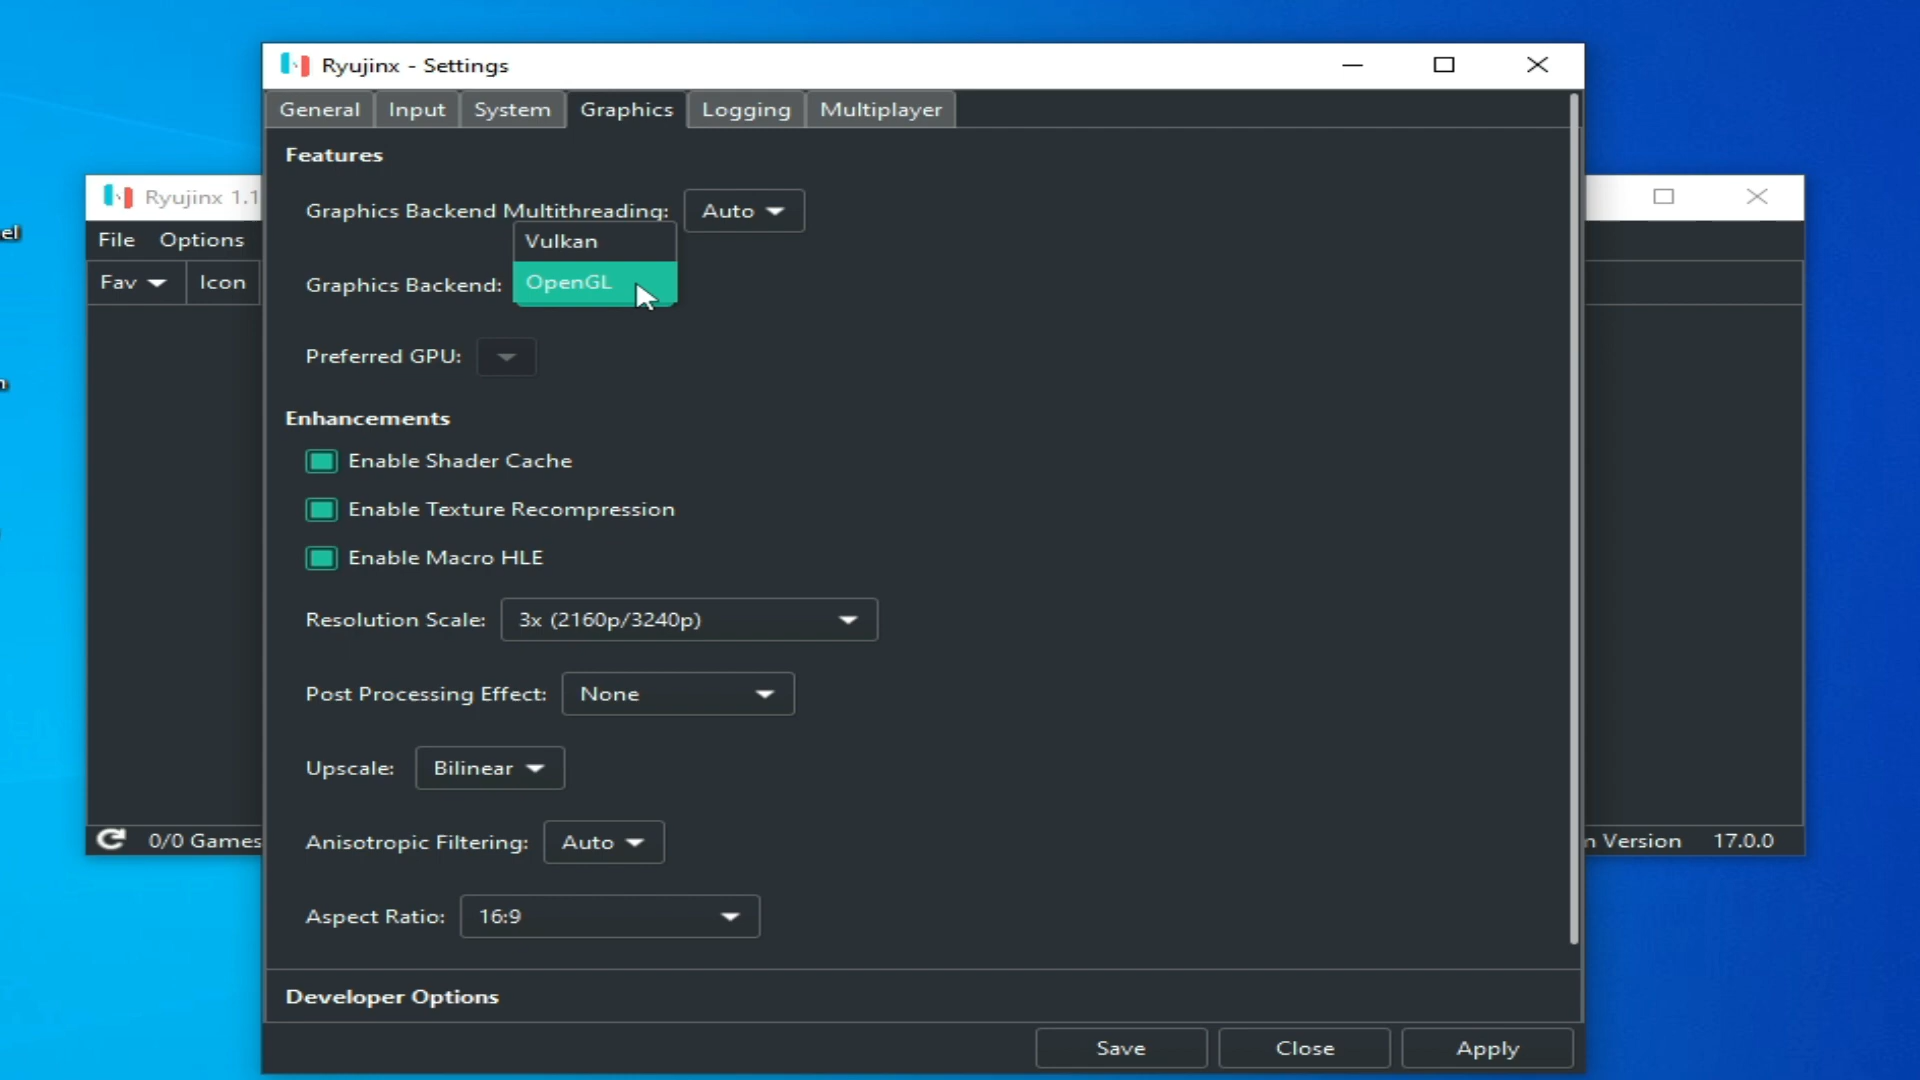 Ryujinx - Settings
General Input System Graphics Logging Multiplayer
Features
Ryujinx 1.1
Graphics Backend Multithreading: Auto
File Options
Vulkan
Fav Icon
Graphics Backend: OpenGL
Preferred GPU:
Enhancements
Enable Shader Cache
Enable Texture Recompression
Enable Macro HLE
Resolution Scale: 3x (2160p/3240p)
Post Processing Effect: None
Upscale: Bilinear
Anisotropic Filtering: Auto
0/0 Games
Version 17.0.0
Aspect Ratio: 16:9
Developer Options
Save Close Apply